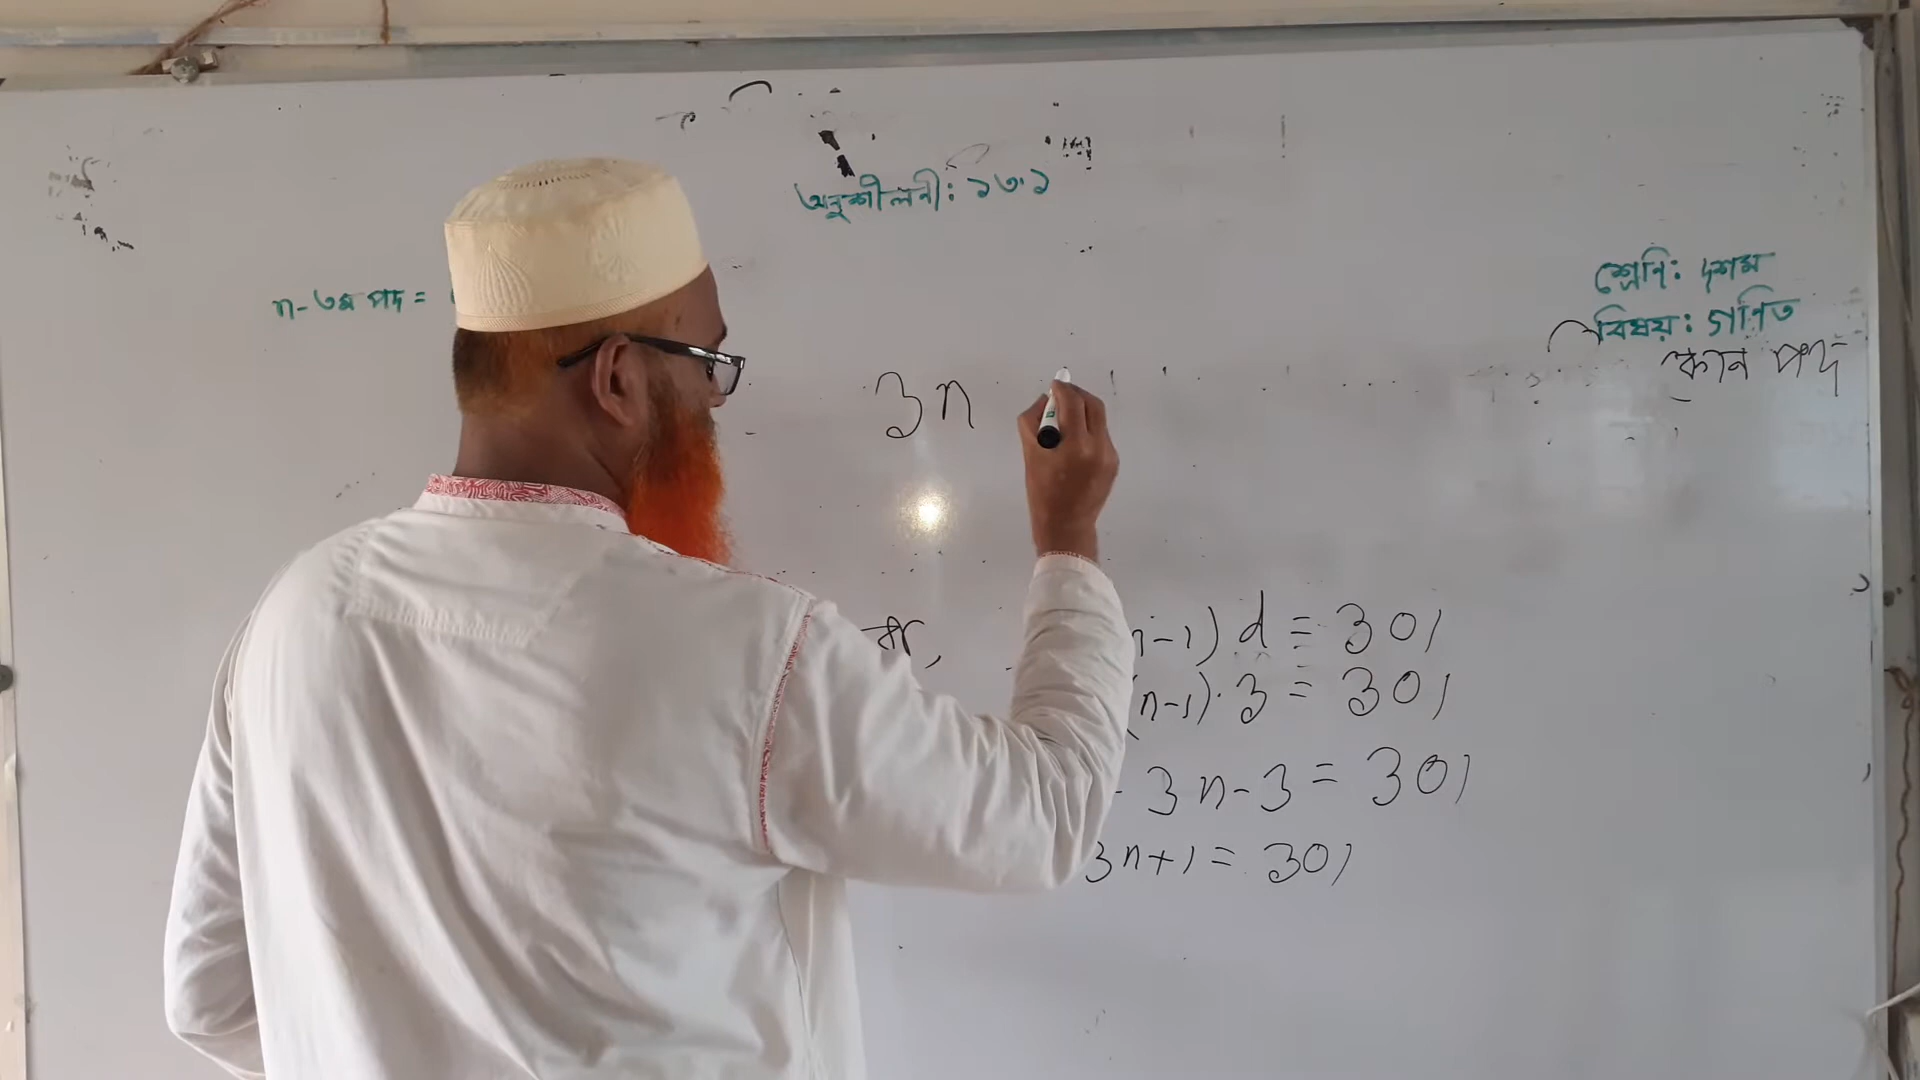 অনুশীলনী: ১৩.১
শ্রেনি: দশম
বিষয়: গণিত
কোন পদ
n-তম পদ =
3n
বা,
n-1) d = 301
(n-1).3 = 301
- 3n-3 = 301
3n+1 = 301